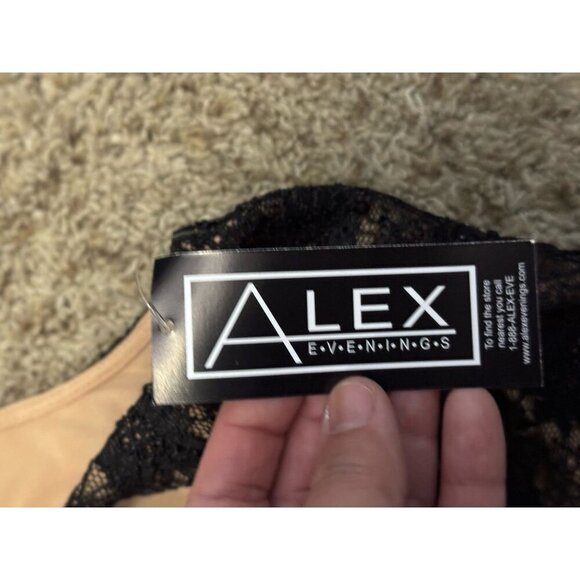 ALEX
E•V•E•N•I•N•G•S
To find the store
nearest you call
1-888-ALEX-EVE
www.alexevenings.com